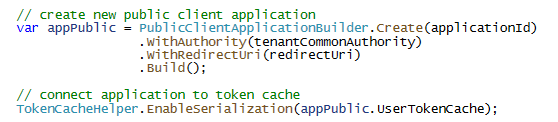 // create new public client application
var appPublic = PublicClientApplicationBuilder.Create(applicationId)
.WithAuthority(tenantCommonAuthority)
.WithRedirectUri(redirectUri)
.Build();
// connect application to token cache
TokenCacheHelper.EnableSerialization(appPublic.UserTokenCache);